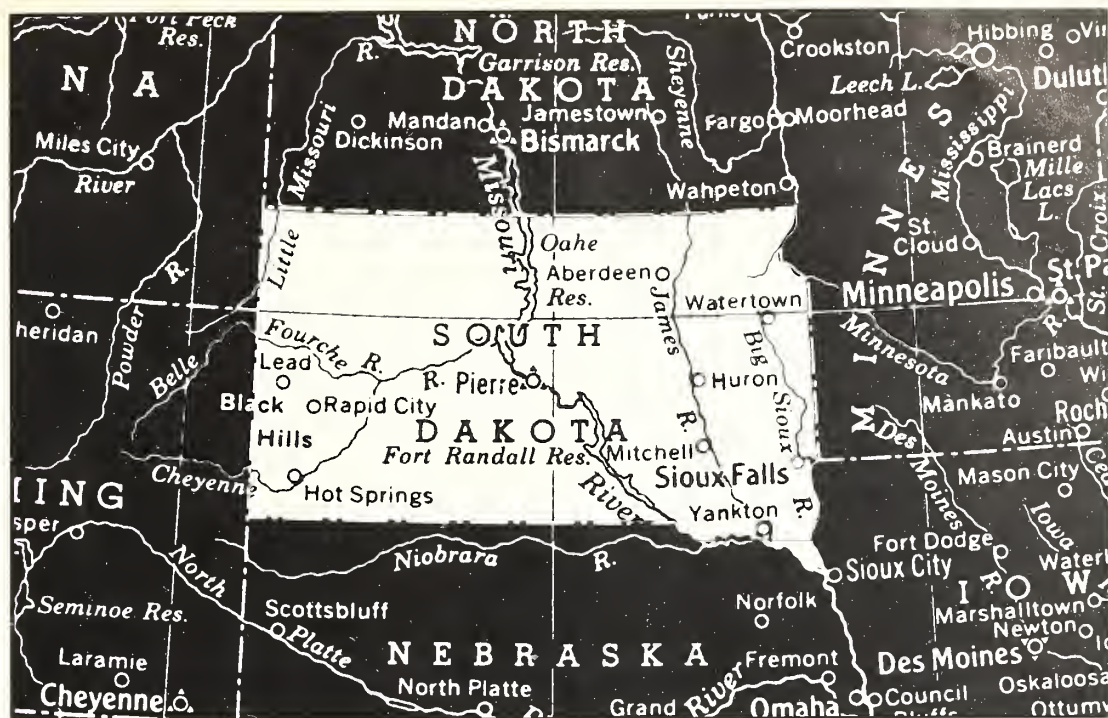 Res.
NORTH
DAKOTA
Garrison Res.
Sheyenne
Crookston
Hibbing
Leech L.
NA
Miles City
River
R.
Little Missouri
Dickinson
Mandan
Bismarck
Jamestown
Fargo
Moorhead
Mississippi
Brainerd
Mille
Lacs
L.
Wahpeton
St.
Cloud
St. Croix
Missouri
Oahe
Res.
Aberdeen
James
R.
Watertown
Minneapolis
Minnesota
R.
Faribault
Mankato
MINNES
heridan
Powder
R.
Belle
Fourche R.
Lead
Black
Hills
Rapid City
SOUTH
DAKOTA
R.
Pierre
Huron
Big
Sioux
R.
Fort Randall Res.
Mitchell
Sioux Falls
River
Cheyenne
Hot Springs
Yankton
Austin
Mason City
Des
Moines
R.
Iowa
Fort Dodge
ING
sper
North
Platte
Niobrara
R.
Sioux City
Seminoe Res.
Scottsbluff
Norfolk
Marshalltown
Newton
IOW
Laramie
Cheyenne
NEBRASKA
North Platte
Grand
River
Fremont
Omaha
Council
Des Moines
Oskaloosa